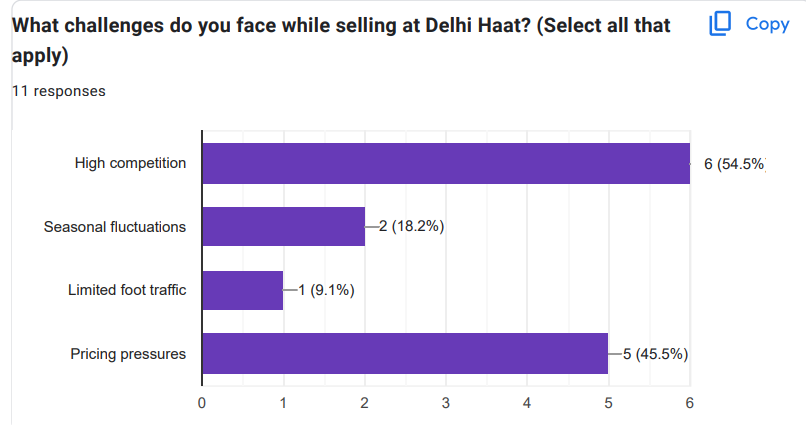 What challenges do you face while selling at Delhi Haat? (Select all that
apply)
Copy
11 responses
High competition
6 (54.5%
Seasonal fluctuations
2 (18.2%)
Limited foot traffic
1 (9.1%)
Pricing pressures
5 (45.5%)
0 1 2 3 4 5 6